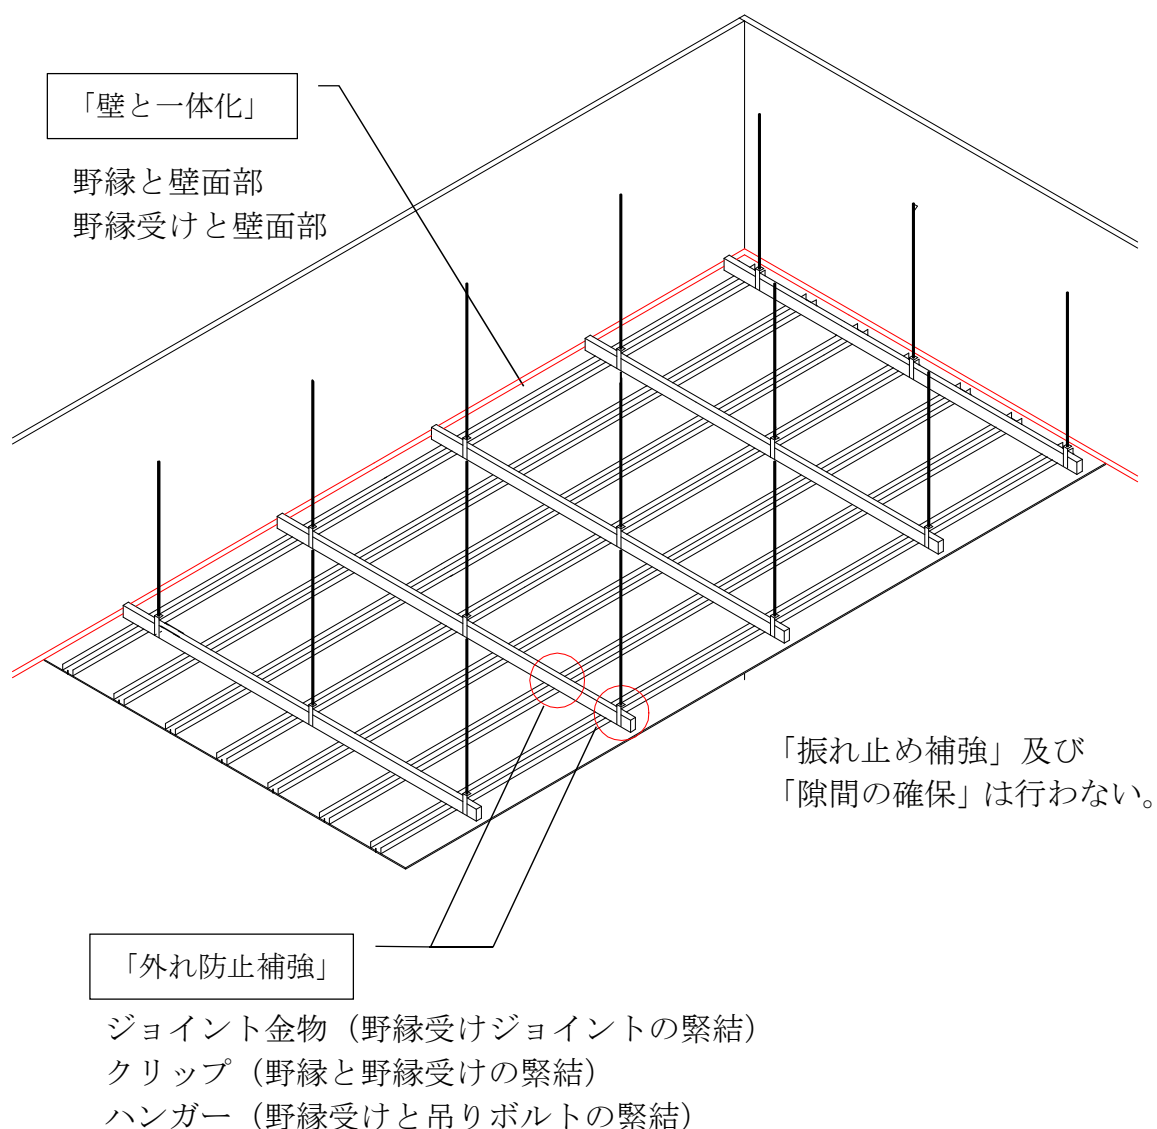 「壁と一体化」
野縁と壁面部
野縁受けと壁面部
「振れ止め補強」及び
「隙間の確保」は行わない。
「外れ防止補強」
ジョイント金物（野縁受けジョイントの緊結）
クリップ（野縁と野縁受けの緊結）
ハンガー（野縁受けと吊りボルトの緊結）